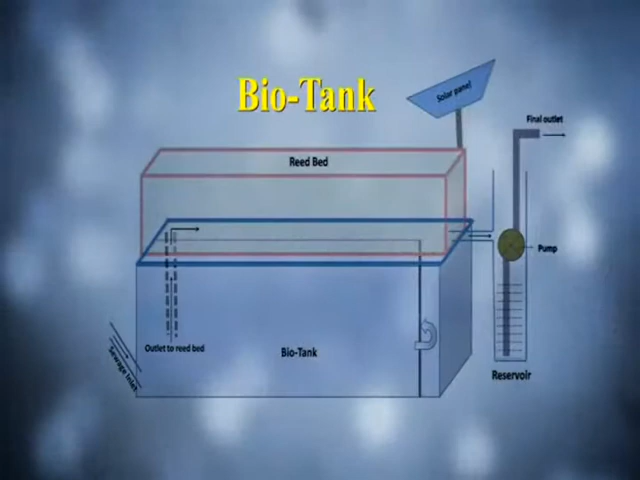 Bio-Tank
Solar panel
Final outlet
Reed Bed
Pump
Outlet to reed bed
Bio-Tank
Sewage Inlet
Reservoir